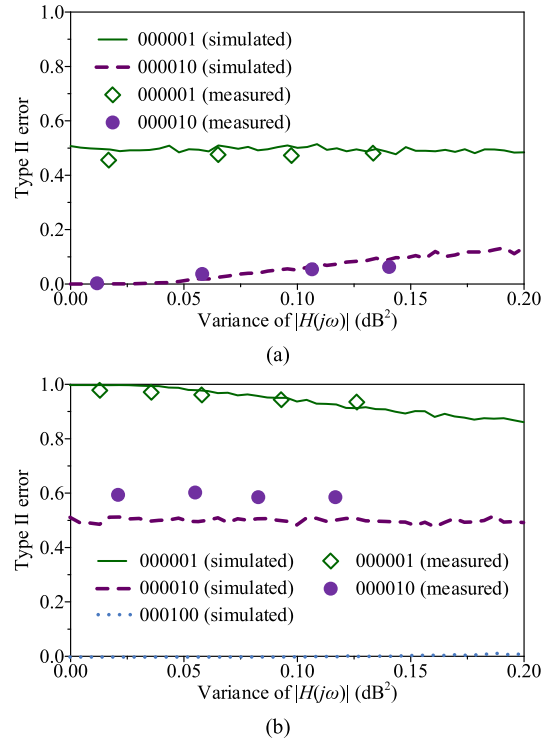 1.0
000001 (simulated)
000010 (simulated)
000001 (measured)
000010 (measured)
0.8
0.6
0.4
0.2
0.0
Type II error
0.00 0.05 0.10 0.15 0.20
Variance of |H(jω)| (dB²)
(a)
1.0
0.8
0.6
0.4
0.2
0.0
Type II error
000001 (simulated) 000001 (measured)
000010 (simulated) 000010 (measured)
000100 (simulated)
0.00 0.05 0.10 0.15 0.20
Variance of |H(jω)| (dB²)
(b)